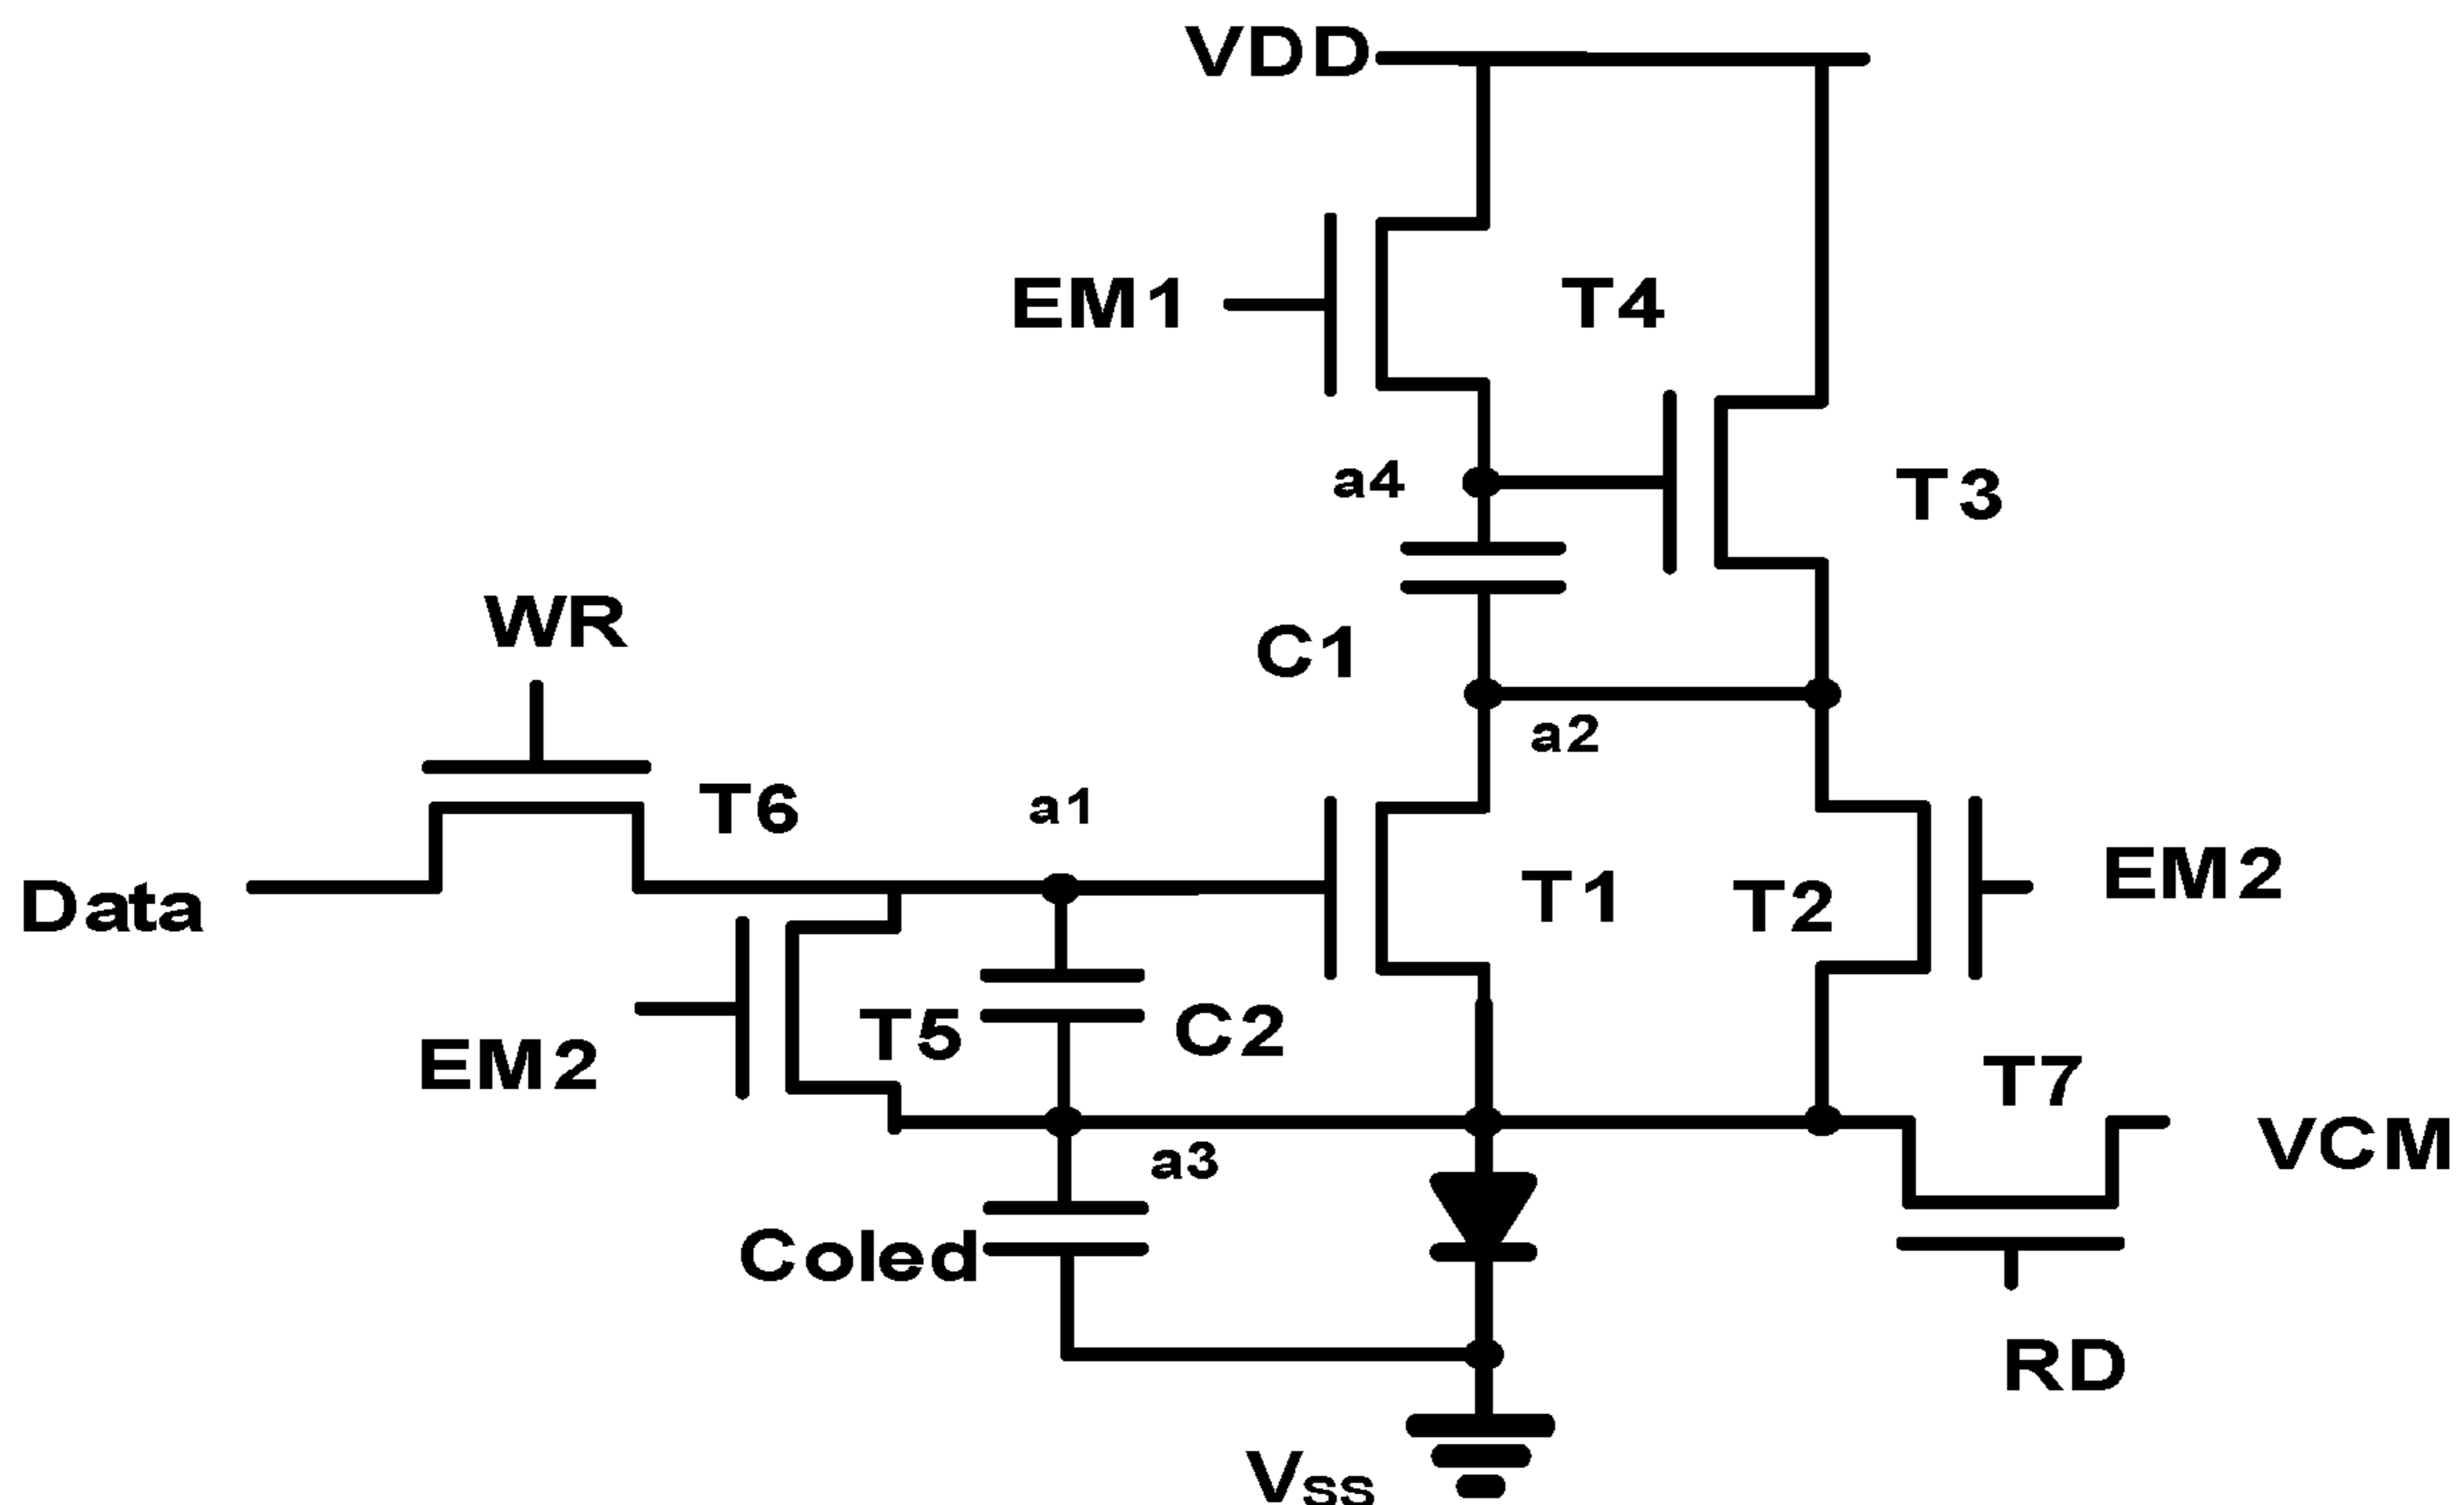 VDD
EM1
T4
a4
T3
WR
C1
a2
T6
a1
Data
T1
T2
EM2
T5
C2
EM2
T7
a3
VCM
Coled
RD
Vss